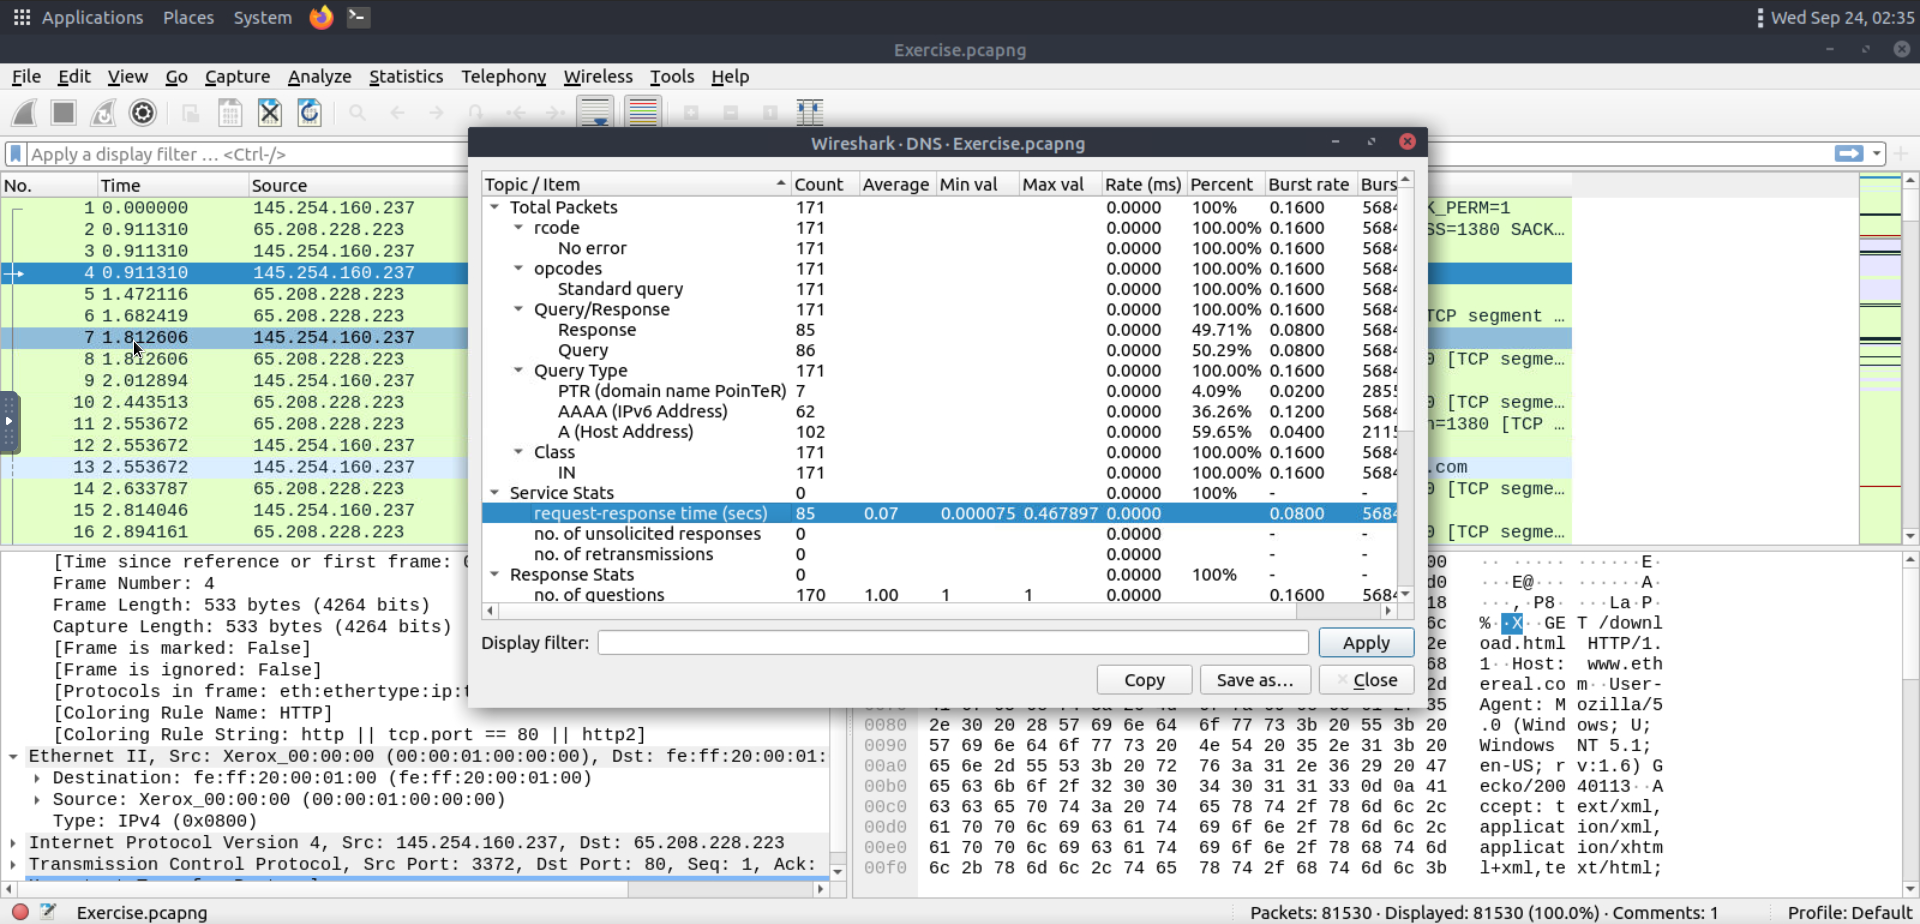 Applications Places System Wed Sep 24, 02:35
Exercise.pcapng
File Edit View Go Capture Analyze Statistics Telephony Wireless Tools Help
Apply a display filter … <Ctrl-/>
No. Time Source
1 0.000000 145.254.160.237 K_PERM=1
2 0.911310 65.208.228.223 SS=1380 SACK…
3 0.911310 145.254.160.237
4 0.911310 145.254.160.237
5 1.472116 65.208.228.223
6 1.682419 65.208.228.223 TCP segment …
7 1.812606 145.254.160.237
8 1.812606 65.208.228.223 [TCP segme…
9 2.012894 145.254.160.237
10 2.443513 65.208.228.223 [TCP segme…
11 2.553672 65.208.228.223 n=1380 [TCP …
12 2.553672 145.254.160.237
13 2.553672 145.254.160.237 .com
14 2.633787 65.208.228.223 [TCP segme…
15 2.814046 145.254.160.237
16 2.894161 65.208.228.223 [TCP segme…
Wireshark · DNS · Exercise.pcapng
Topic / Item Count Average Min val Max val Rate (ms) Percent Burst rate Burs
Total Packets 171 0.0000 100% 0.1600 5684
rcode 171 0.0000 100.00% 0.1600 5684
No error 171 0.0000 100.00% 0.1600 5684
opcodes 171 0.0000 100.00% 0.1600 5684
Standard query 171 0.0000 100.00% 0.1600 5684
Query/Response 171 0.0000 100.00% 0.1600 5684
Response 85 0.0000 49.71% 0.0800 5684
Query 86 0.0000 50.29% 0.0800 5684
Query Type 171 0.0000 100.00% 0.1600 5684
PTR (domain name PoinTeR) 7 0.0000 4.09% 0.0200 2855
AAAA (IPv6 Address) 62 0.0000 36.26% 0.1200 5684
A (Host Address) 102 0.0000 59.65% 0.0400 2115
Class 171 0.0000 100.00% 0.1600 5684
IN 171 0.0000 100.00% 0.1600 5684
Service Stats 0 0.0000 100% - -
request-response time (secs) 85 0.07 0.000075 0.467897 0.0000 0.0800 5684
no. of unsolicited responses 0 0.0000 - -
no. of retransmissions 0 0.0000 - -
Response Stats 0 0.0000 100% - -
no. of questions 170 1.00 1 1 0.0000 0.1600 5684
Display filter: Apply
Copy Save as… Close
[Time since reference or first frame: 0
Frame Number: 4
Frame Length: 533 bytes (4264 bits)
Capture Length: 533 bytes (4264 bits)
[Frame is marked: False]
[Frame is ignored: False]
[Protocols in frame: eth:ethertype:ip:t
[Coloring Rule Name: HTTP]
[Coloring Rule String: http || tcp.port == 80 || http2]
Ethernet II, Src: Xerox_00:00:00 (00:00:01:00:00:00), Dst: fe:ff:20:00:01:
Destination: fe:ff:20:00:01:00 (fe:ff:20:00:01:00)
Source: Xerox_00:00:00 (00:00:01:00:00:00)
Type: IPv4 (0x0800)
Internet Protocol Version 4, Src: 145.254.160.237, Dst: 65.208.228.223
Transmission Control Protocol, Src Port: 3372, Dst Port: 80, Seq: 1, Ack:
00 ·· ····· ······E·
d0 ···E@··· ······A·
18 ···,·P8· ···La·P·
6c %··X··GE T /downl
2e oad.html  HTTP/1.
68 1··Host: www.eth
2d ereal.co m··User-
35 Agent: M ozilla/5
0080 2e 30 20 28 57 69 6e 64 6f 77 73 3b 20 55 3b 20 .0 (Wind ows; U;
0090 57 69 6e 64 6f 77 73 20 4e 54 20 35 2e 31 3b 20 Windows  NT 5.1;
00a0 65 6e 2d 55 53 3b 20 72 76 3a 31 2e 36 29 20 47 en-US; r v:1.6) G
00b0 65 63 6b 6f 2f 32 30 30 34 30 31 31 33 0d 0a 41 ecko/200 40113··A
00c0 63 63 65 70 74 3a 20 74 65 78 74 2f 78 6d 6c 2c ccept: t ext/xml,
00d0 61 70 70 6c 69 63 61 74 69 6f 6e 2f 78 6d 6c 2c applicat ion/xml,
00e0 61 70 70 6c 69 63 61 74 69 6f 6e 2f 78 68 74 6d applicat ion/xhtm
00f0 6c 2b 78 6d 6c 2c 74 65 78 74 2f 68 74 6d 6c 3b l+xml,te xt/html;
Exercise.pcapng Packets: 81530 · Displayed: 81530 (100.0%) · Comments: 1 Profile: Default